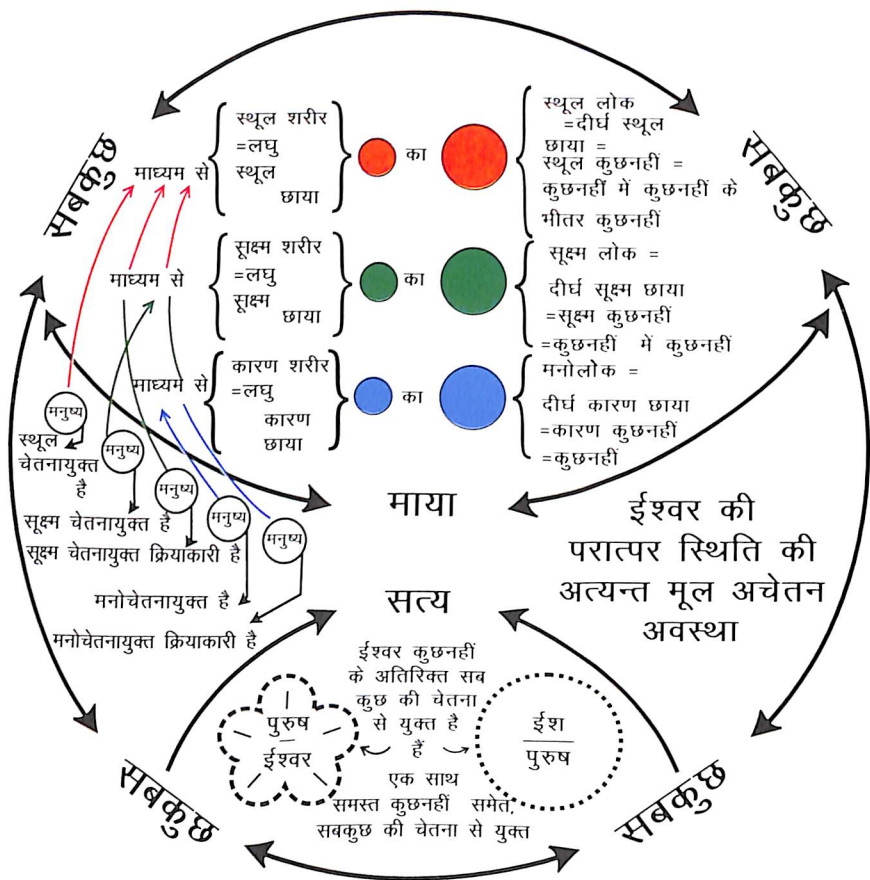 सबकुछ
सबकुछ
माध्यम से
स्थूल शरीर
=लघु
स्थूल
छाया
का
स्थूल लोक
=दीर्घ स्थूल
छाया =
स्थूल कुछनहीं =
कुछनहीं में कुछनहीं के
भीतर कुछनहीं
माध्यम से
सूक्ष्म शरीर
=लघु
सूक्ष्म
छाया
का
सूक्ष्म लोक =
दीर्घ सूक्ष्म छाया
=सूक्ष्म कुछनहीं
=कुछनहीं में कुछनहीं
माध्यम से
कारण शरीर
=लघु
कारण
छाया
का
मनोलोक =
दीर्घ कारण छाया
=कारण कुछनहीं
=कुछनहीं
मनुष्य
स्थूल
चेतनायुक्त
है
मनुष्य
सूक्ष्म चेतनायुक्त है
मनुष्य
सूक्ष्म चेतनायुक्त क्रियाकारी है
मनुष्य
मनोचेतनायुक्त है
मनुष्य
मनोचेतनायुक्त क्रियाकारी है
माया
सत्य
ईश्वर की
परात्पर स्थिति की
अत्यन्त मूल अचेतन
अवस्था
ईश्वर कुछनहीं
के अतिरिक्त सब
कुछ की चेतना
से युक्त है
हैं
एक साथ
समस्त कुछनहीं समेत,
सबकुछ की चेतना से युक्त
पुरुष
ईश्वर
ईश
पुरुष
सबकुछ
सबकुछ